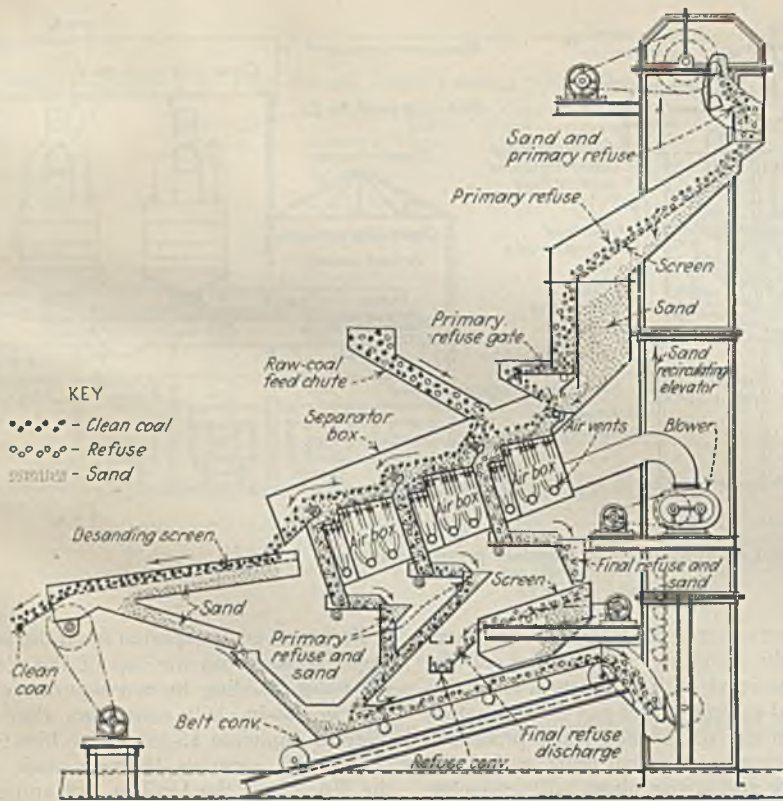 Sand and
primary refuse
Primary refuse
Screen
Sand
Primary
refuse gate
Raw-coal
feed chute
Sand
recirculating
elevator
KEY
- Clean coal
- Refuse
- Sand
Separator
box
Air vents
Blower
Air box
Air box
Air box
Desanding screen
Screen
Final refuse and
sand
Sand
Primary
refuse and
sand
Clean
coal
Belt conv.
Final refuse
discharge
Refuse conv.